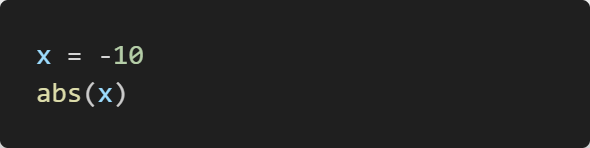 x = -10
abs(x)